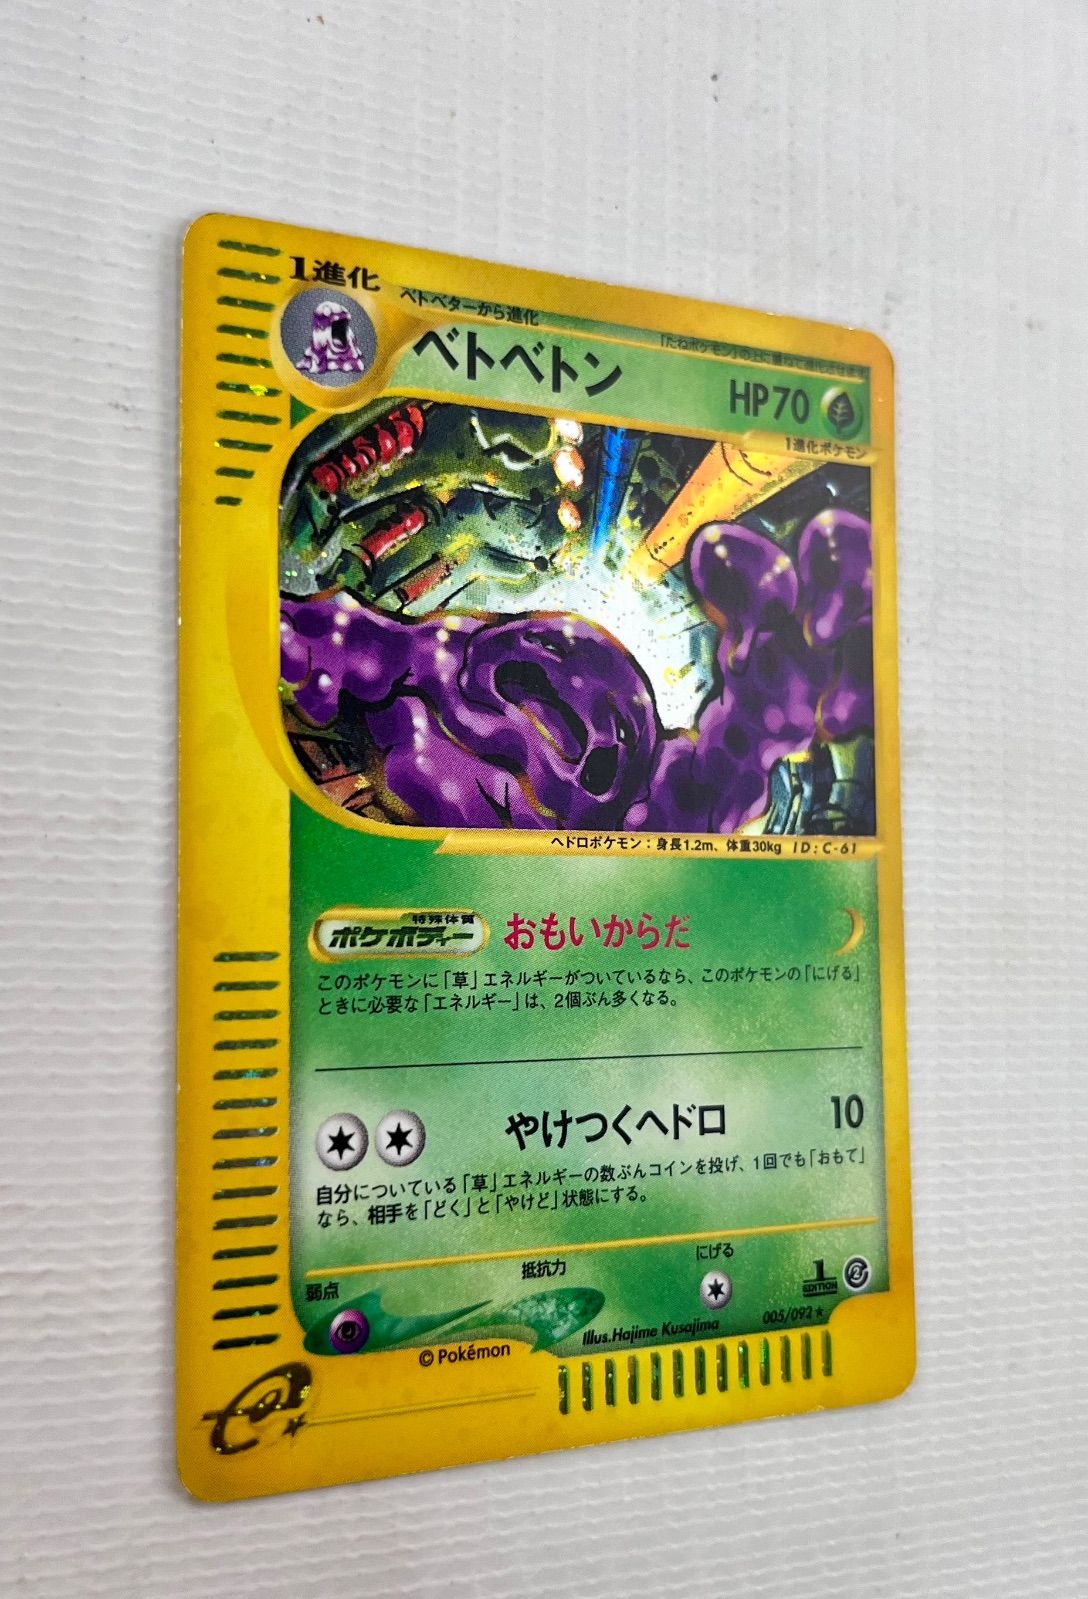 1進化
ベトベターから進化
「たねポケモン」の上に重ねて進化させます
ベトベトン
HP70
1進化ポケモン
ヘドロポケモン：身長1.2m、体重30kg ID：C-61
特殊体質
ポケボディー
おもいからだ
このポケモンに「草」エネルギーがついているなら、このポケモンの「にげる」
ときに必要な「エネルギー」は、2個ぶん多くなる。
やけつくヘドロ 10
自分についている「草」エネルギーの数ぶんコインを投げ、1回でも「おもて」
なら、相手を「どく」と「やけど」状態にする。
弱点
抵抗力
にげる
1
EDITION
2
Illus.Hajime Kusajima
005/092★
©Pokémon
e